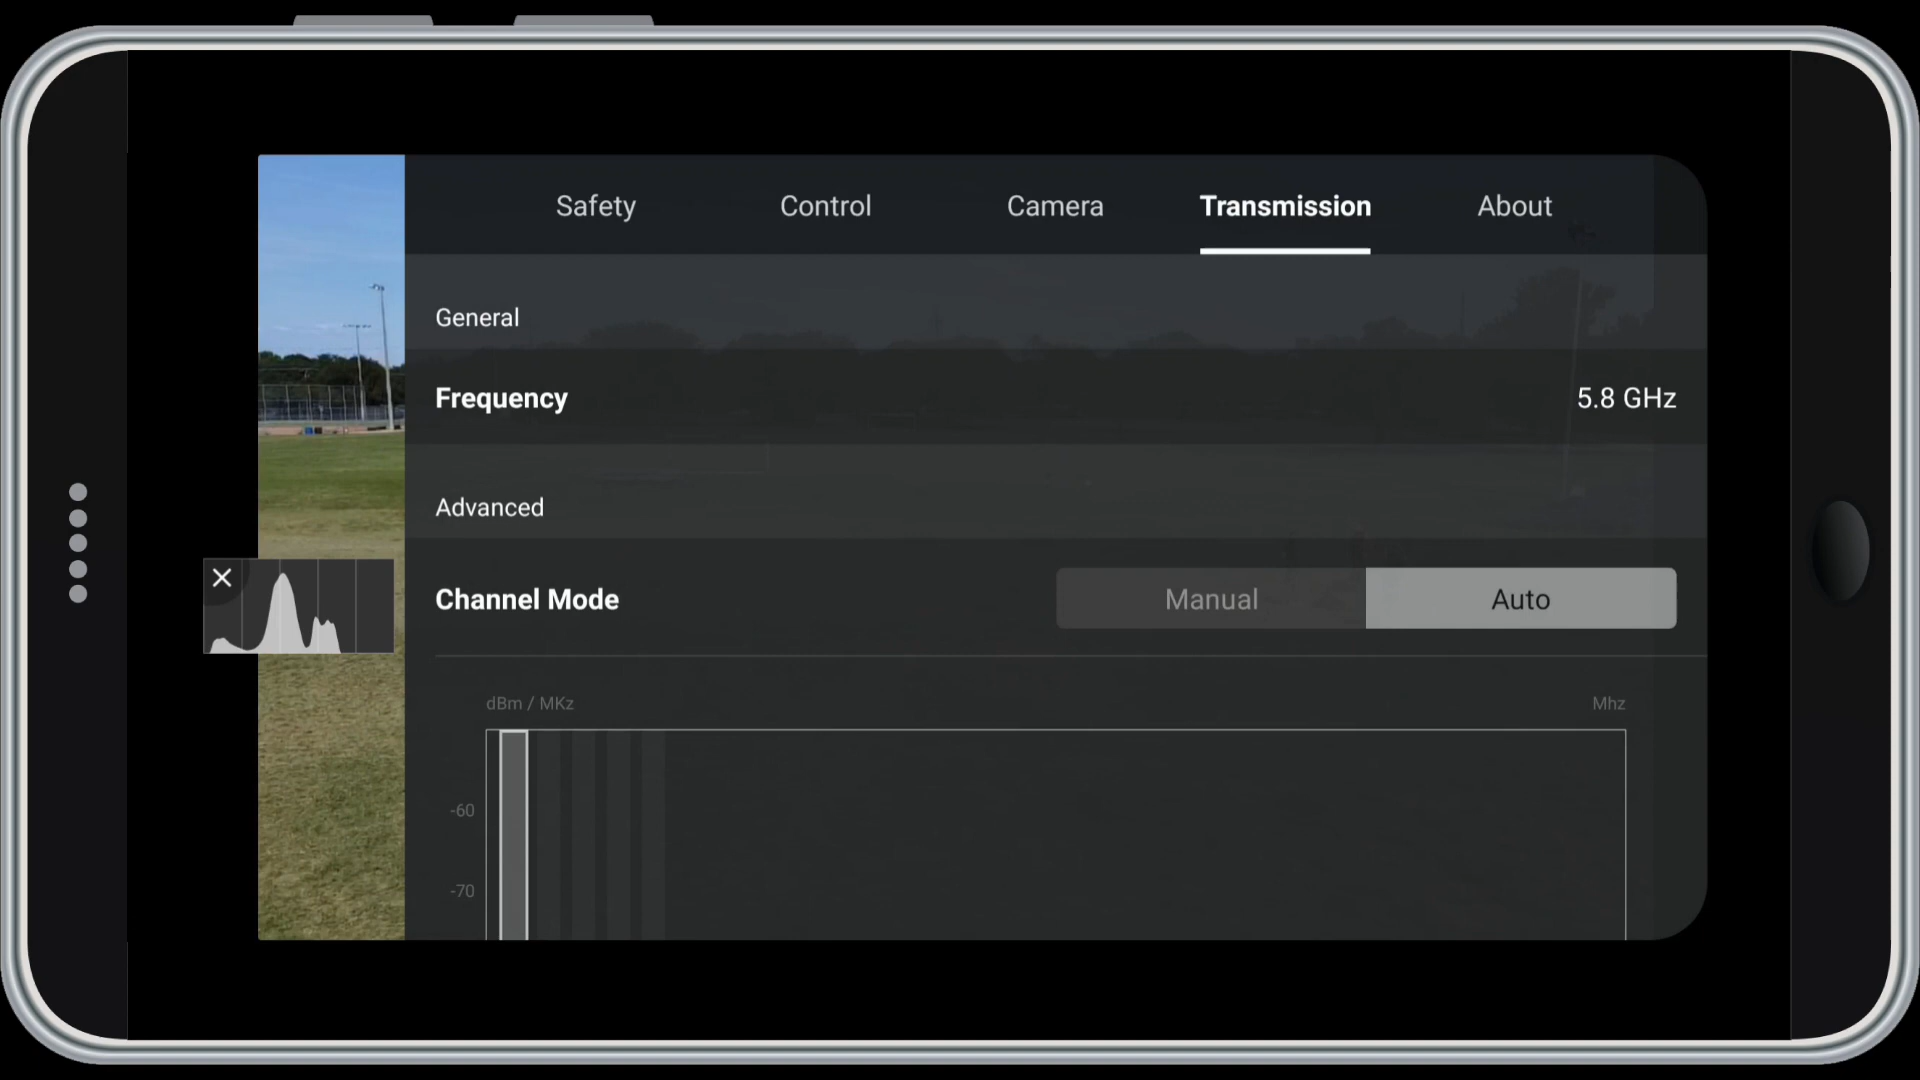 Safety Control Camera Transmission About
General
Frequency 5.8 GHz
Advanced
Channel Mode Manual Auto
dBm / MKz Mhz
-60
-70